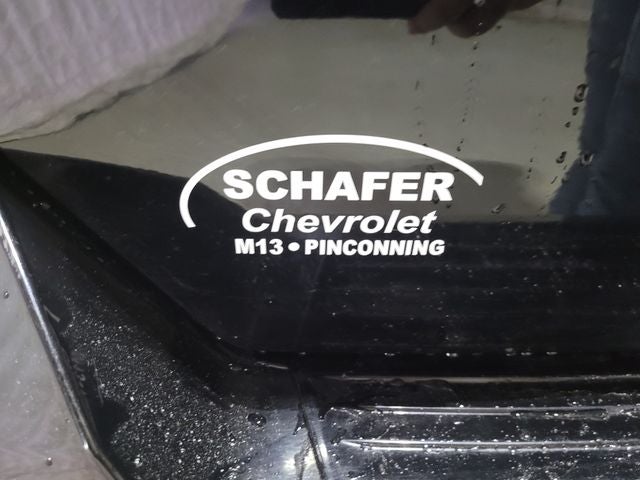 SCHAFER
Chevrolet
M13 • PINCONNING